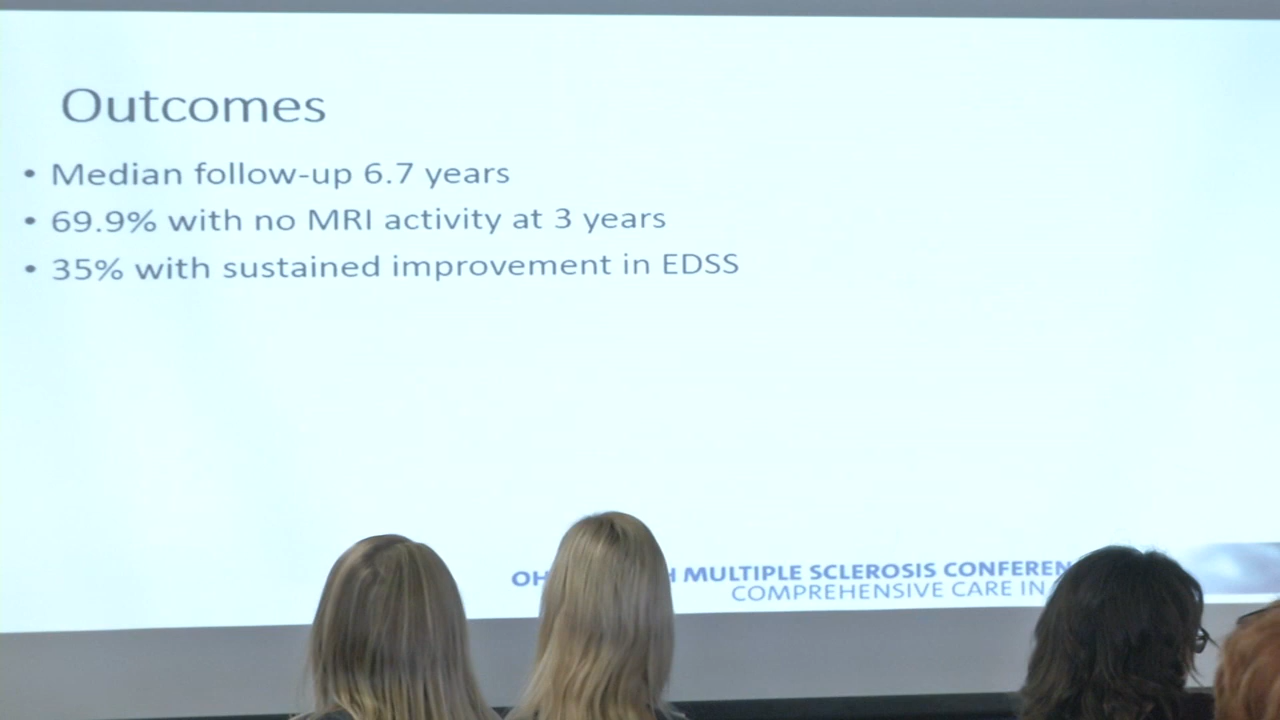 Outcomes
• Median follow-up 6.7 years
• 69.9% with no MRI activity at 3 years
• 35% with sustained improvement in EDSS
MULTIPLE SCLEROSIS
COMPREHENSIVE CARE IN